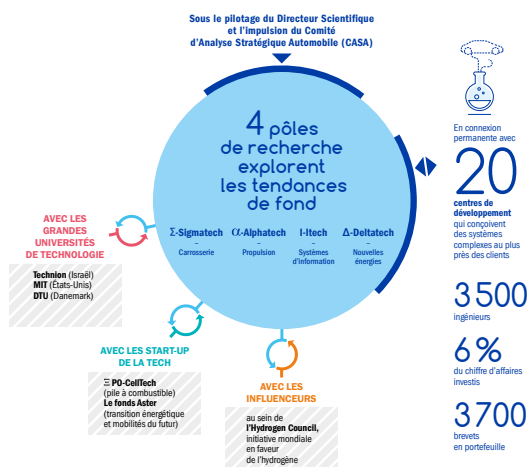 Sous le pilotage du Directeur Scientifique
et l'impulsion du Comité
d'Analyse Stratégique Automobile (CASA)
4 pôles
de recherche
explorent
les tendances
de fond
Σ-Sigmatech
–
Carrosserie
α-Alphatech
–
Propulsion
I-Itech
–
Systèmes
d'information
Δ-Deltatech
–
Nouvelles
énergies
AVEC LES
GRANDES
UNIVERSITÉS
DE TECHNOLOGIE
Technion (Israël)
MIT (États-Unis)
DTU (Danemark)
AVEC LES START-UP
DE LA TECH
Ξ PO-CellTech
(pile à combustible)
Le fonds Aster
(transition énergétique
et mobilités du futur)
AVEC LES
INFLUENCEURS
au sein de
l'Hydrogen Council,
initiative mondiale
en faveur
de l'hydrogène
En connexion
permanente avec
20
centres de
développement
qui conçoivent
des systèmes
complexes au plus
près des clients
3 500
ingénieurs
6 %
du chiffre d'affaires
investis
3 700
brevets
en portefeuille